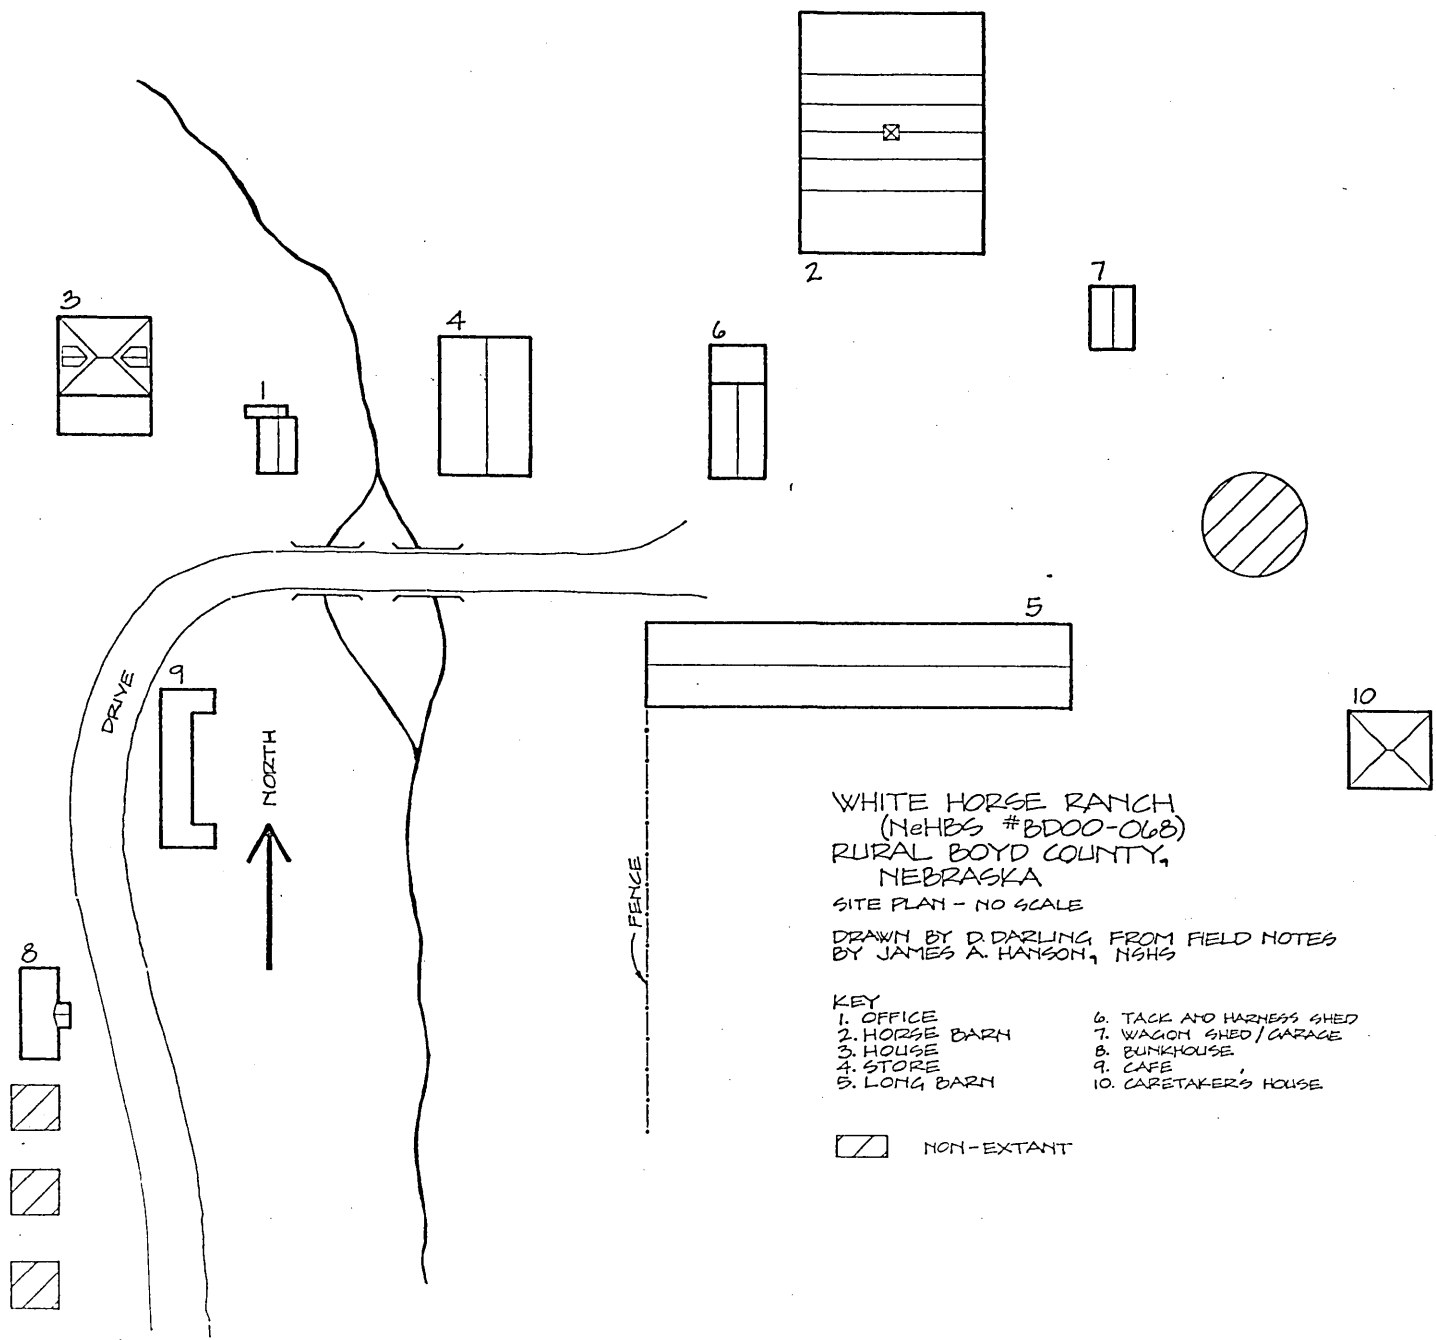 2
7
3
4
6
1
5
9
10
DRIVE
NORTH
8
FENCE
WHITE HORSE RANCH
(NeHBS #BD00-068)
RURAL BOYD COUNTY,
NEBRASKA
SITE PLAN - NO SCALE
DRAWN BY D. DARLING FROM FIELD NOTES
BY JAMES A. HANSON, NSHS
KEY
1. OFFICE
2. HORSE BARN
3. HOUSE
4. STORE
5. LONG BARN
6. TACK AND HARNESS SHED
7. WAGON SHED/GARAGE
8. BUNKHOUSE
9. CAFE
10. CARETAKER'S HOUSE
NON-EXTANT